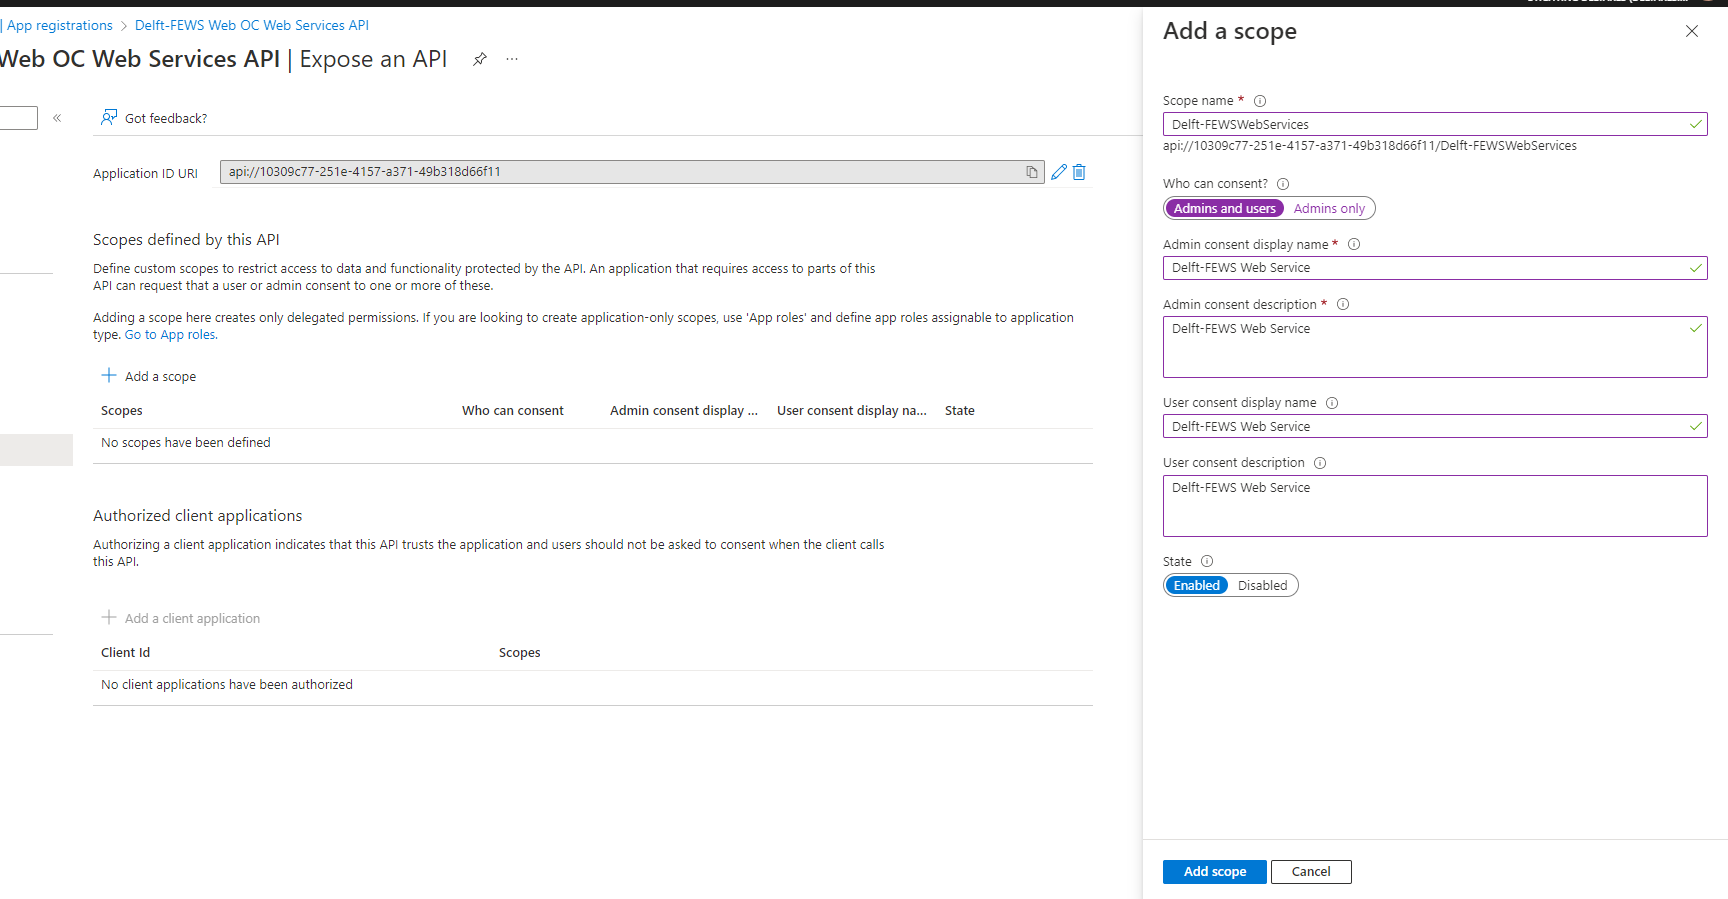 App registrations > Delft-FEWS Web OC Web Services API
Web OC Web Services API | Expose an API
Got feedback?
Application ID URI
api://10309c77-251e-4157-a371-49b318d66f11
Scopes defined by this API
Define custom scopes to restrict access to data and functionality protected by the API. An application that requires access to parts of this
API can request that a user or admin consent to one or more of these.
Adding a scope here creates only delegated permissions. If you are looking to create application-only scopes, use 'App roles' and define app roles assignable to application
type. Go to App roles.
Add a scope
Scopes Who can consent Admin consent display ... User consent display na... State
No scopes have been defined
Authorized client applications
Authorizing a client application indicates that this API trusts the application and users should not be asked to consent when the client calls
this API.
Add a client application
Client Id Scopes
No client applications have been authorized
Add a scope
Scope name *
Delft-FEWSWebServices
api://10309c77-251e-4157-a371-49b318d66f11/Delft-FEWSWebServices
Who can consent?
Admins and users Admins only
Admin consent display name *
Delft-FEWS Web Service
Admin consent description *
Delft-FEWS Web Service
User consent display name
Delft-FEWS Web Service
User consent description
Delft-FEWS Web Service
State
Enabled Disabled
Add scope Cancel